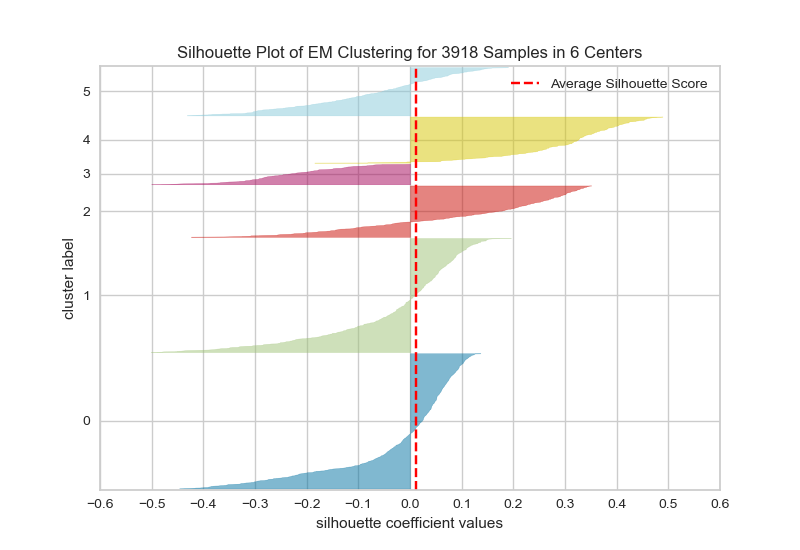 Silhouette Plot of EM Clustering for 3918 Samples in 6 Centers
Average Silhouette Score
5
4
3
2
1
0
cluster label
−0.6 −0.5 −0.4 −0.3 −0.2 −0.1 0.0 0.1 0.2 0.3 0.4 0.5 0.6
silhouette coefficient values